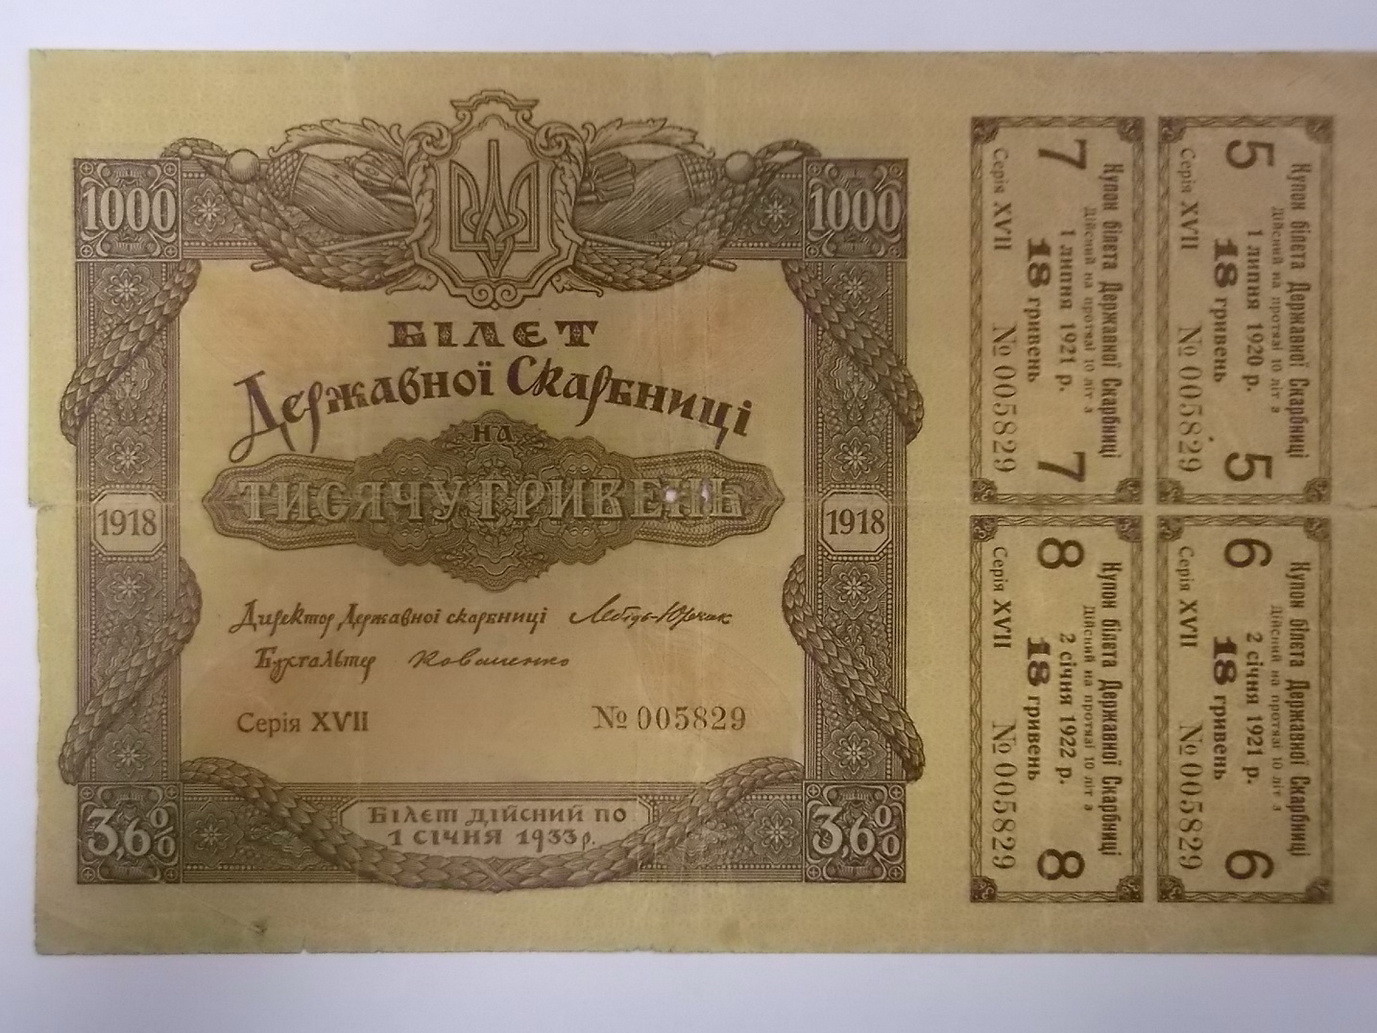 1000
1000
БІЛЄТ
Державної Скарбниці
НА
ТИСЯЧУ ГРИВЕНЬ
1918
1918
Директор Державної скарбниці Лебідь-Юрчик
Бухгальтер
Серія XVII
№ 005829
3,6%
БІЛЄТ ДІЙСНИЙ ПО
1 СІЧНЯ 1933 р.
3,6%
Купон білета Державної Скарбниці
дійсний на протязі 10 літ з
7 1 липня 1921 р. 7
18 гривень
Серія XVII № 005829
Купон білета Державної Скарбниці
дійсний на протязі 10 літ з
5 1 липня 1920 р. 5
18 гривень
Серія XVII № 005829
Купон білета Державної Скарбниці
дійсний на протязі 10 літ з
8 2 січня 1922 р. 8
18 гривень
Серія XVII № 005829
Купон білета Державної Скарбниці
дійсний на протязі 10 літ з
6 2 січня 1921 р. 6
18 гривень
Серія XVII № 005829